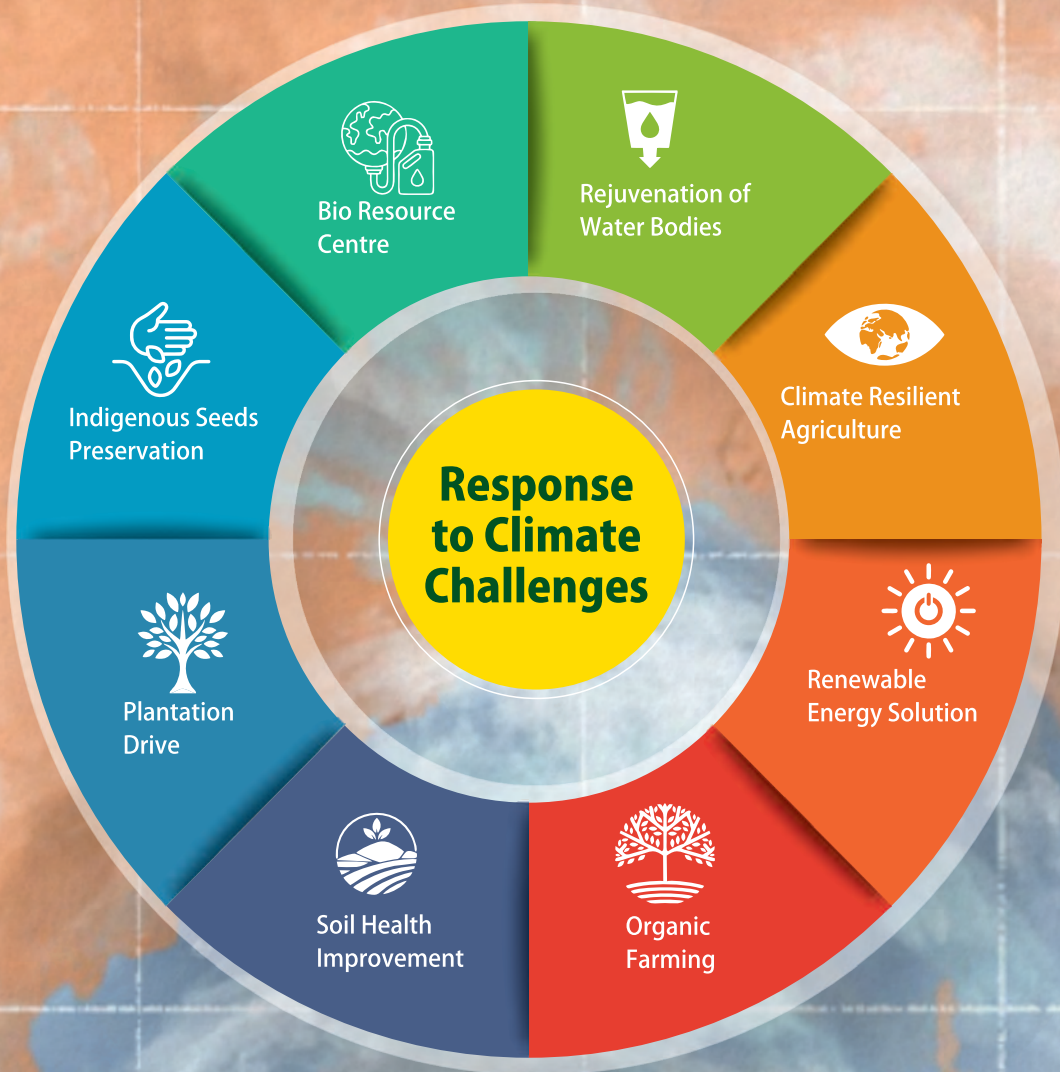 Response
to Climate
Challenges
Rejuvenation of
Water Bodies
Climate Resilient
Agriculture
Renewable
Energy Solution
Organic
Farming
Soil Health
Improvement
Plantation
Drive
Indigenous Seeds
Preservation
Bio Resource
Centre